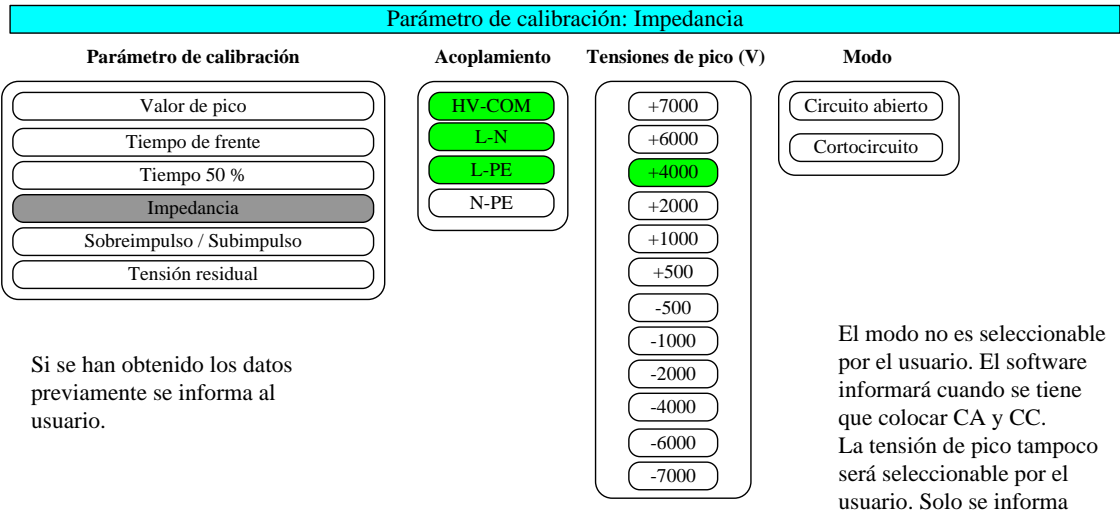 Parámetro de calibración: Impedancia
Parámetro de calibración
Valor de pico
Tiempo de frente
Tiempo 50 %
Impedancia
Sobreimpulso / Subimpulso
Tensión residual
Si se han obtenido los datos
previamente se informa al
usuario.
Acoplamiento
HV-COM
L-N
L-PE
N-PE
Tensiones de pico (V)
+7000
+6000
+4000
+2000
+1000
+500
-500
-1000
-2000
-4000
-6000
-7000
Modo
Circuito abierto
Cortocircuito
El modo no es seleccionable
por el usuario. El software
informará cuando se tiene
que colocar CA y CC.
La tensión de pico tampoco
será seleccionable por el
usuario. Solo se informa